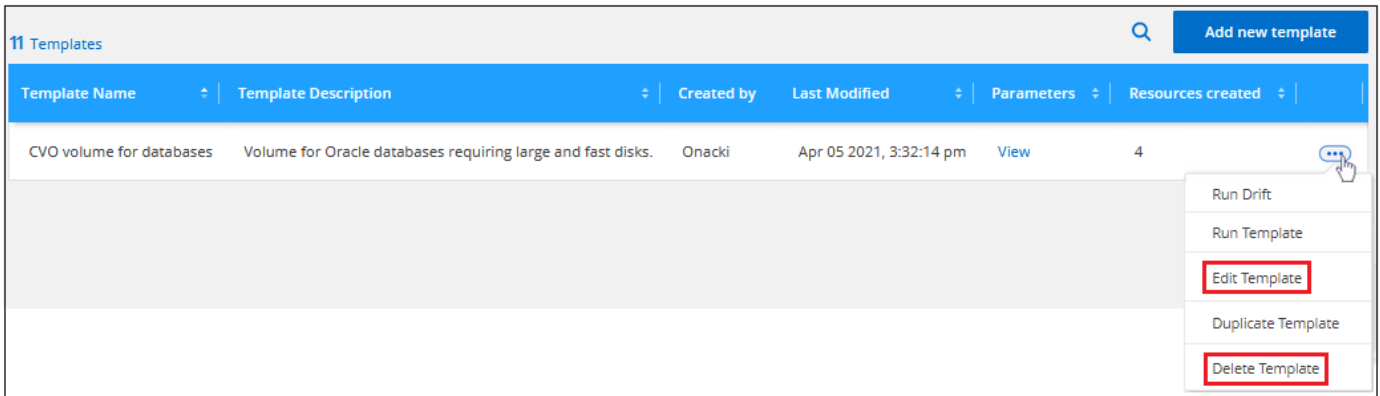 11 Templates
Add new template
Template Name Template Description Created by Last Modified Parameters Resources created
CVO volume for databases Volume for Oracle databases requiring large and fast disks. Onacki Apr 05 2021, 3:32:14 pm View 4
Run Drift
Run Template
Edit Template
Duplicate Template
Delete Template